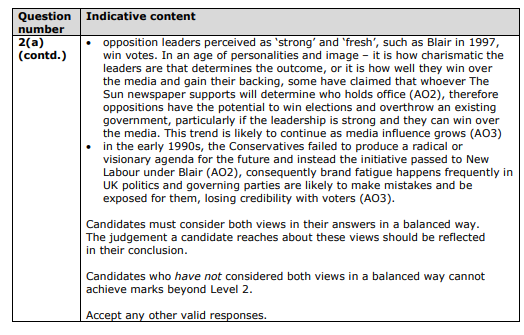 Question number
Indicative content
2(a) (contd.)
• opposition leaders perceived as ‘strong’ and ‘fresh’, such as Blair in 1997,
win votes. In an age of personalities and image – it is how charismatic the
leaders are that determines the outcome, or it is how well they win over
the media and gain their backing, some have claimed that whoever The
Sun newspaper supports will determine who holds office (AO2), therefore
oppositions have the potential to win elections and overthrow an existing
government, particularly if the leadership is strong and they can win over
the media. This trend is likely to continue as media influence grows (AO3)
• in the early 1990s, the Conservatives failed to produce a radical or
visionary agenda for the future and instead the initiative passed to New
Labour under Blair (AO2), consequently brand fatigue happens frequently in
UK politics and governing parties are likely to make mistakes and be
exposed for them, losing credibility with voters (AO3).
Candidates must consider both views in their answers in a balanced way.
The judgement a candidate reaches about these views should be reflected
in their conclusion.
Candidates who have not considered both views in a balanced way cannot
achieve marks beyond Level 2.
Accept any other valid responses.